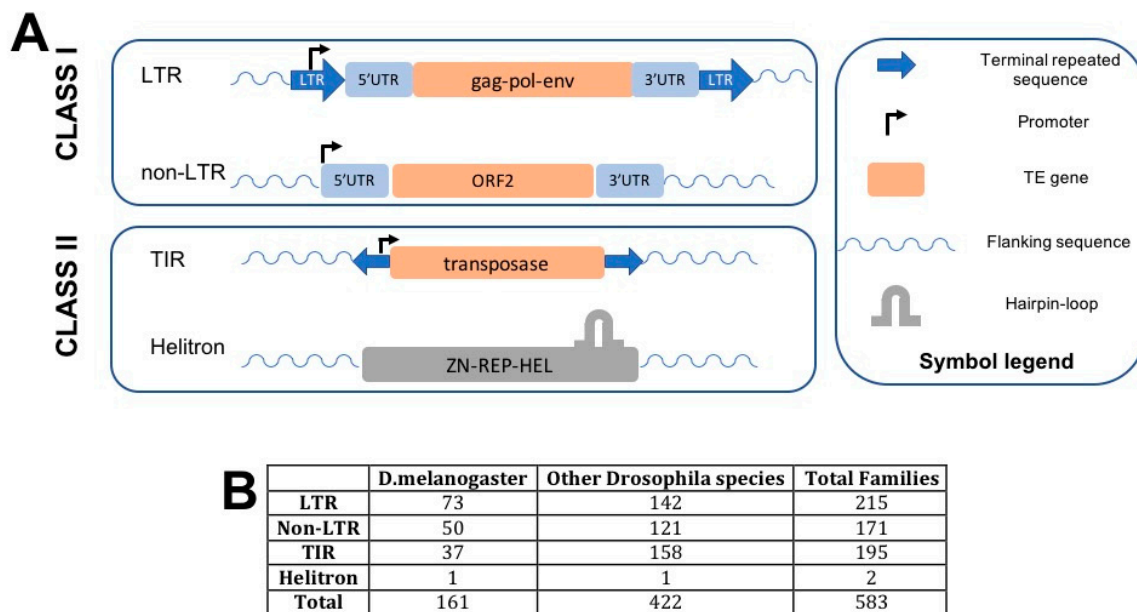 A
CLASS I
LTR
LTR
5'UTR
gag-pol-env
3'UTR
LTR
non-LTR
5'UTR
ORF2
3'UTR
CLASS II
TIR
transposase
Helitron
ZN-REP-HEL
Terminal repeated
sequence
Promoter
TE gene
Flanking sequence
Hairpin-loop
Symbol legend
B
D.melanogaster Other Drosophila species Total Families
LTR 73 142 215
Non-LTR 50 121 171
TIR 37 158 195
Helitron 1 1 2
Total 161 422 583